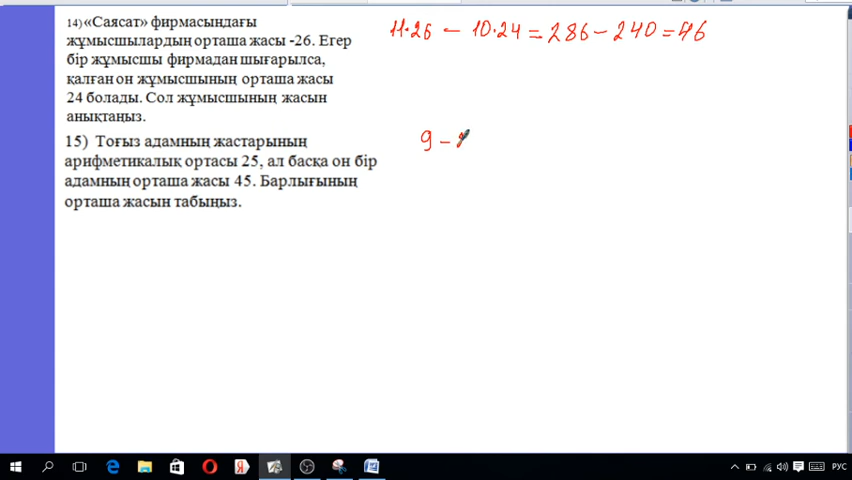 14) «Саясат» фирмасындағы
жұмысшылардың орташа жасы -26. Егер
бір жұмысшы фирмадан шығарылса,
қалған он жұмысшының орташа жасы
24 болады. Сол жұмысшының жасын
анықтаңыз.
11·26 − 10·24 = 286 − 240 = 46
15) Тоғыз адамның жастарының
арифметикалық ортасы 25, ал басқа он бір
адамның орташа жасы 45. Барлығының
орташа жасын табыңыз.
9 −
РУС